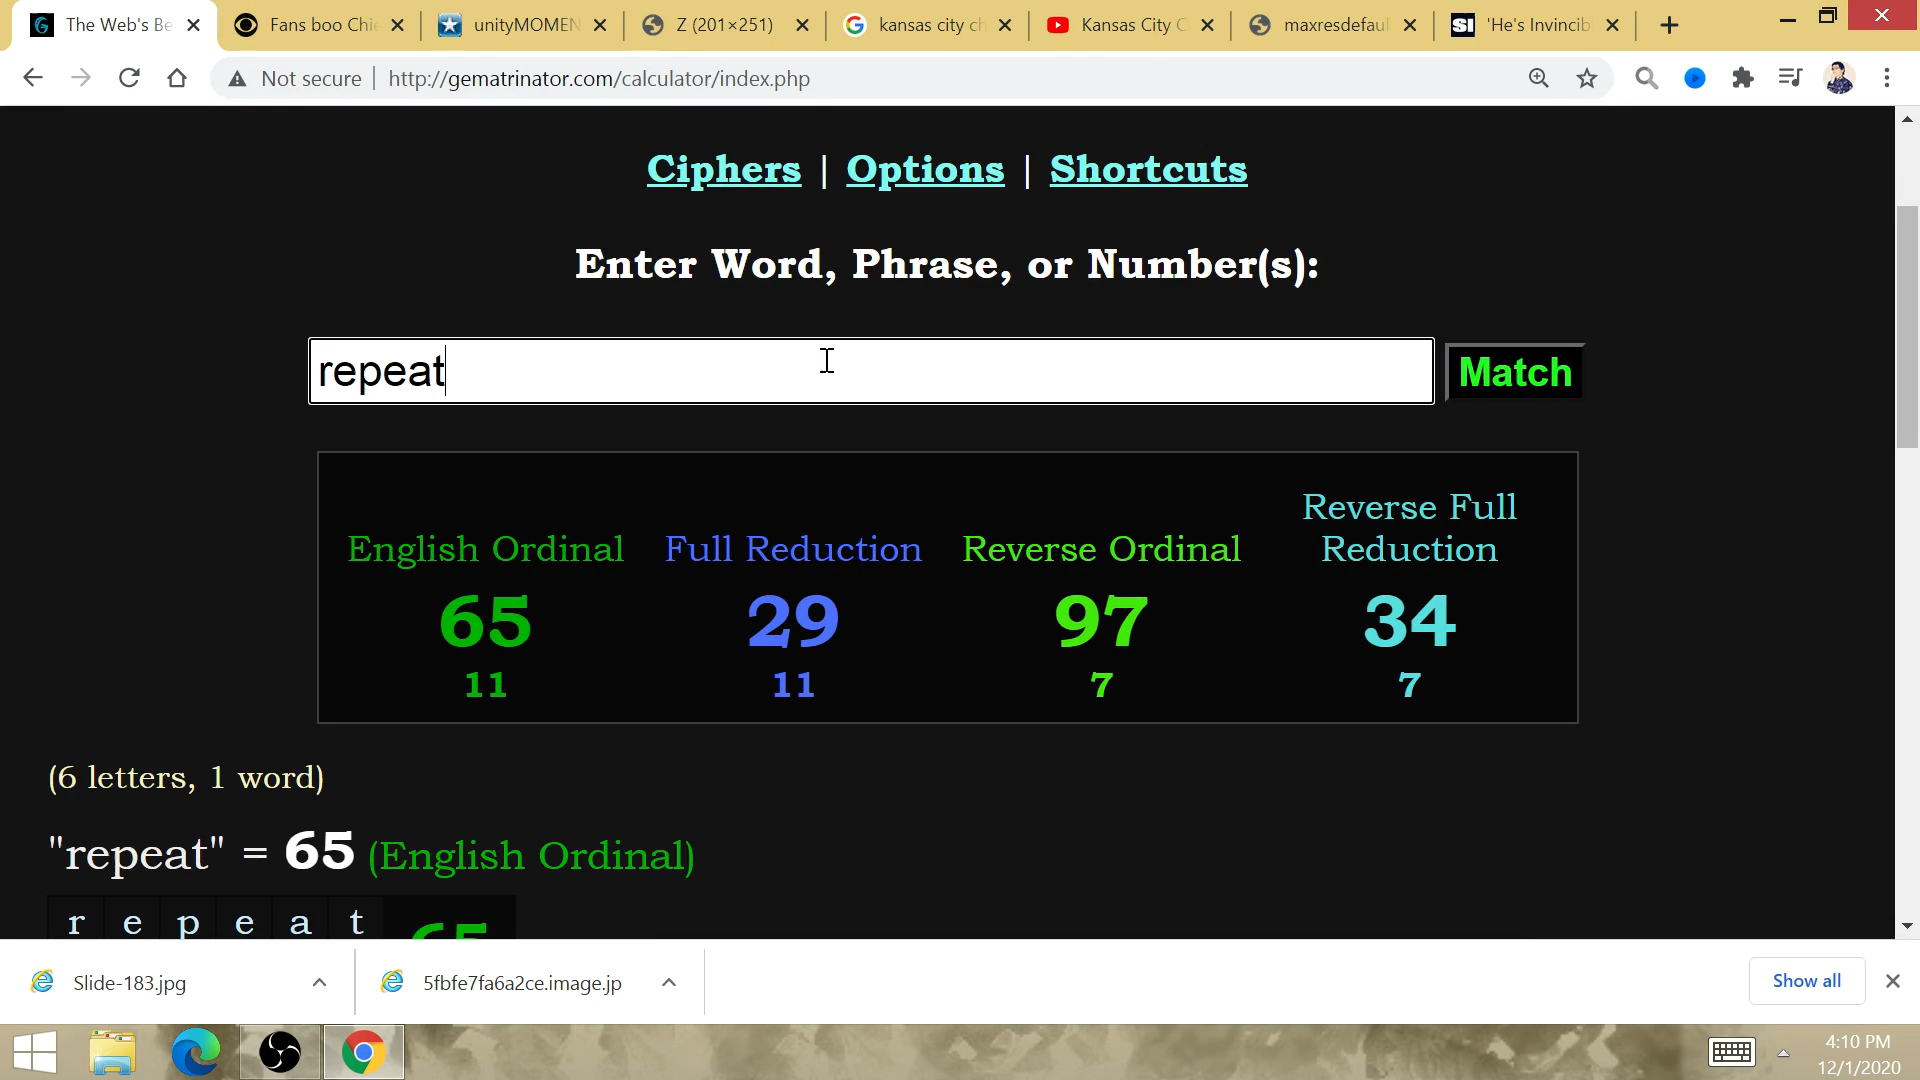 The Web's Be
Fans boo Chie
unityMOMEN
Z (201×251)
kansas city ch
Kansas City C
maxresdefaul
SI 'He's Invincib
Not secure http://gematrinator.com/calculator/index.php
Ciphers | Options | Shortcuts
Enter Word, Phrase, or Number(s):
repeat Match
English Ordinal Full Reduction Reverse Ordinal Reverse Full Reduction
65 29 97 34
11 11 7 7
(6 letters, 1 word)
"repeat" = 65 (English Ordinal)
r e p e a t 65
Slide-183.jpg 5fbfe7fa6a2ce.image.jp Show all
4:10 PM
12/1/2020